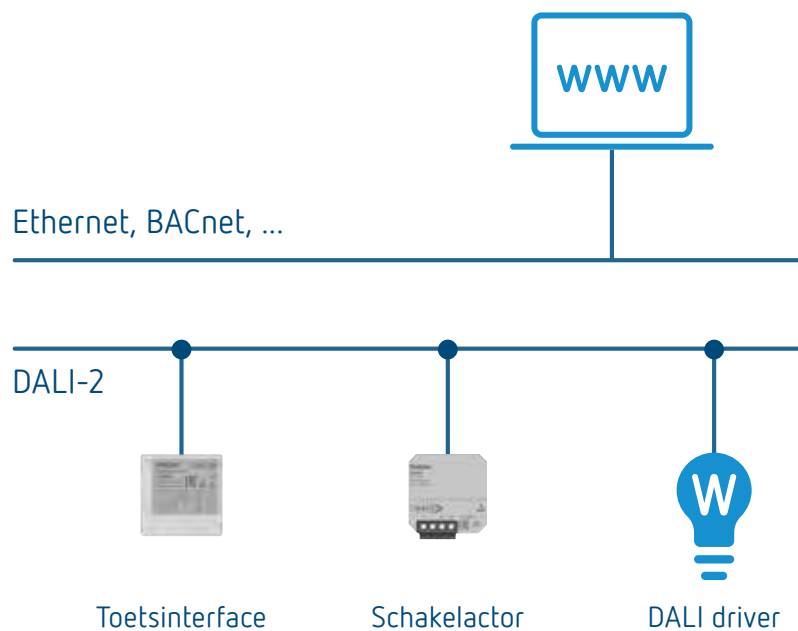 WWW
Ethernet, BACnet, ...
DALI-2
W
Toetsinterface
Schakelactor
DALI driver